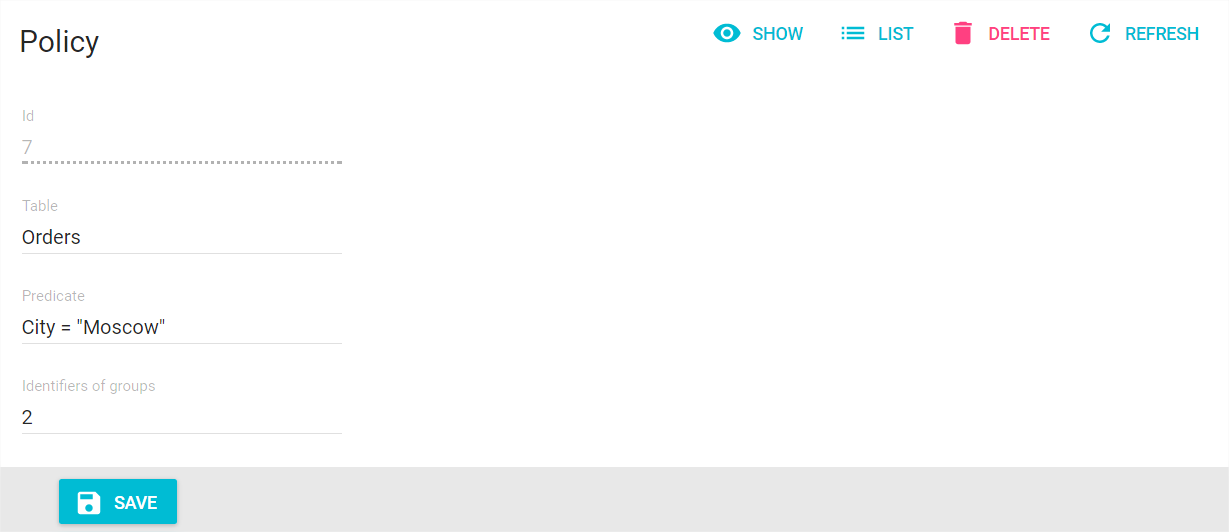 Policy
SHOW LIST DELETE REFRESH
Id
7
Table
Orders
Predicate
City = "Moscow"
Identifiers of groups
2
SAVE